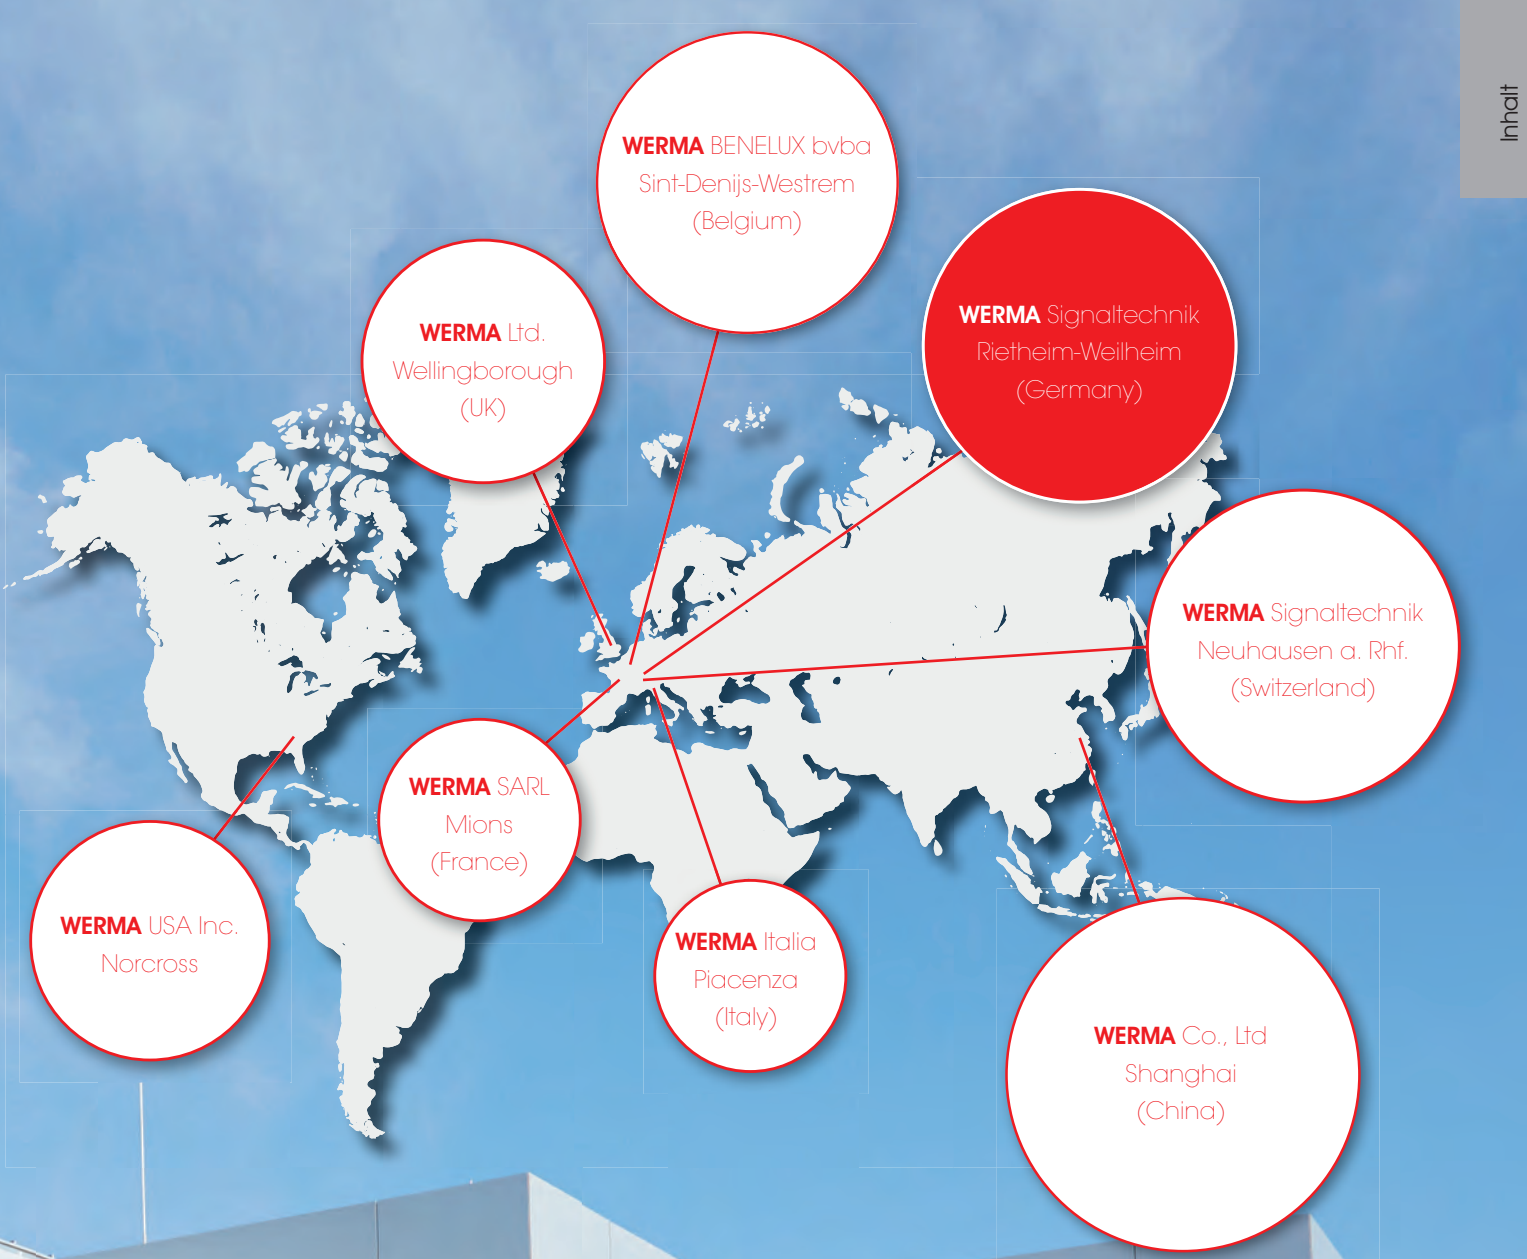 Inhalt
WERMA BENELUX bvba
Sint-Denijs-Westrem
(Belgium)
WERMA Signaltechnik
Rietheim-Weilheim
(Germany)
WERMA Ltd.
Wellingborough
(UK)
WERMA Signaltechnik
Neuhausen a. Rhf.
(Switzerland)
WERMA SARL
Mions
(France)
WERMA USA Inc.
Norcross
WERMA Italia
Piacenza
(Italy)
WERMA Co., Ltd
Shanghai
(China)